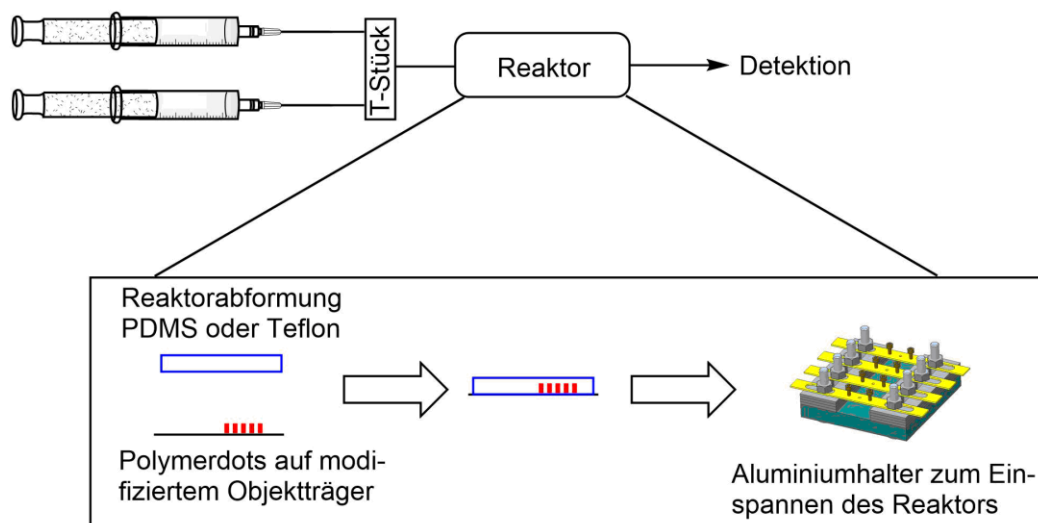 T-Stück
Reaktor
Detektion
Reaktorabformung
PDMS oder Teflon
Polymerdots auf modi-
fiziertem Objektträger
Aluminiumhalter zum Ein-
spannen des Reaktors